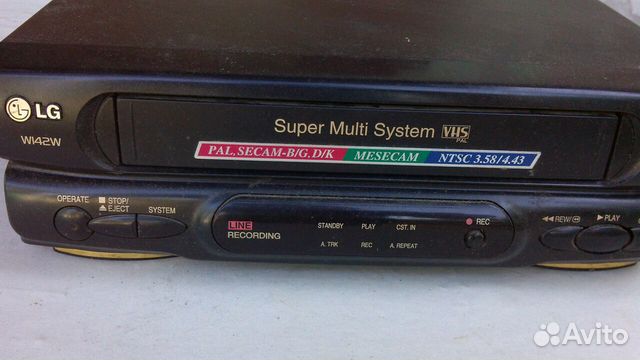 LG
W142W
Super Multi System VHS
PAL
PAL, SECAM-B/G, D/K MESECAM NTSC 3.58/4.43
OPERATE ■ STOP/ ▲ EJECT SYSTEM
LINE
RECORDING
STANDBY PLAY CST. IN
A. TRK REC A. REPEAT
● REC
◀◀ REW/ ▶ PLAY
Avito